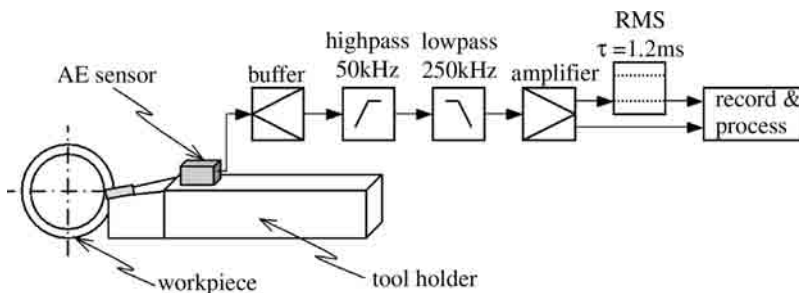 RMS
highpass
lowpass
τ =1.2ms
AE sensor
buffer
50kHz
250kHz
amplifier
record &
process
workpiece
tool holder